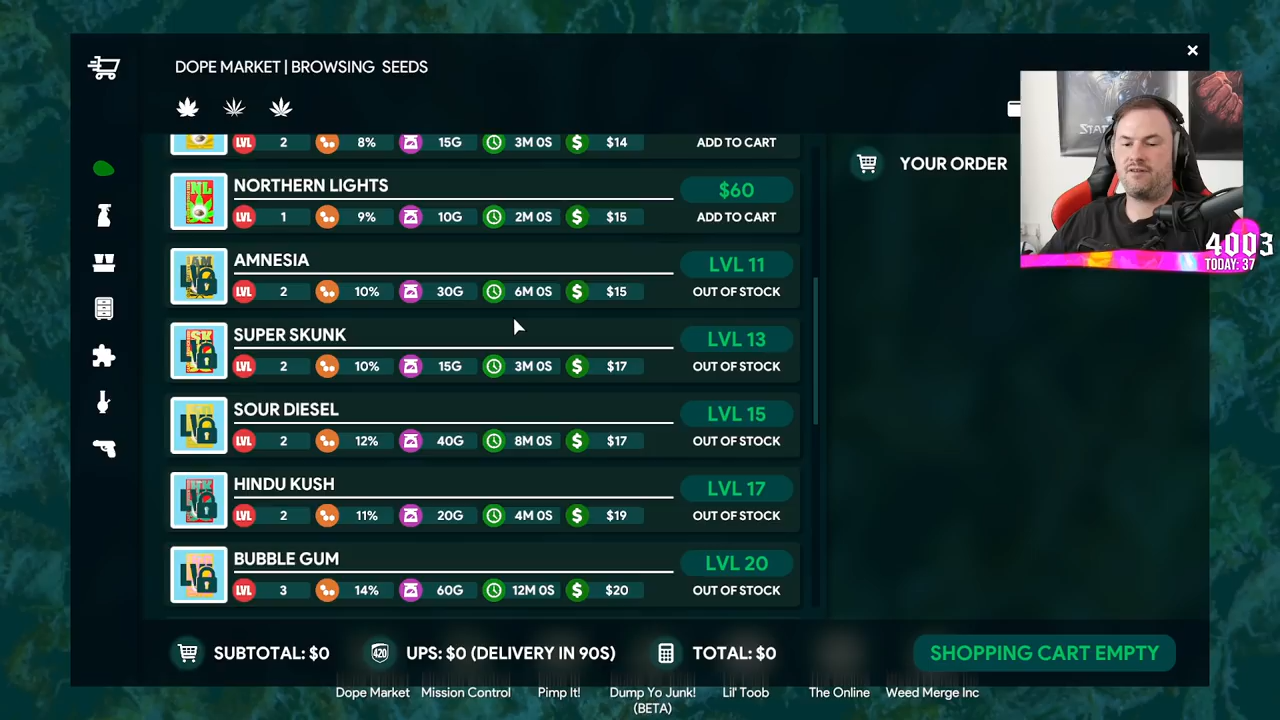 DOPE MARKET | BROWSING SEEDS
LVL 2 8% 15G 3M 0S $ $14 ADD TO CART
YOUR ORDER
NORTHERN LIGHTS $60
LVL 1 9% 10G 2M 0S $ $15 ADD TO CART
4003
TODAY: 37
AMNESIA LVL 11
LVL 2 10% 30G 6M 0S $ $15 OUT OF STOCK
SUPER SKUNK LVL 13
LVL 2 10% 15G 3M 0S $ $17 OUT OF STOCK
SOUR DIESEL LVL 15
LVL 2 12% 40G 8M 0S $ $17 OUT OF STOCK
HINDU KUSH LVL 17
LVL 2 11% 20G 4M 0S $ $19 OUT OF STOCK
BUBBLE GUM LVL 20
LVL 3 14% 60G 12M 0S $ $20 OUT OF STOCK
SUBTOTAL: $0 420 UPS: $0 (DELIVERY IN 90S) TOTAL: $0 SHOPPING CART EMPTY
Dope Market Mission Control Pimp It! Dump Yo Junk! Lil' Toob The Online Weed Merge Inc
(BETA)